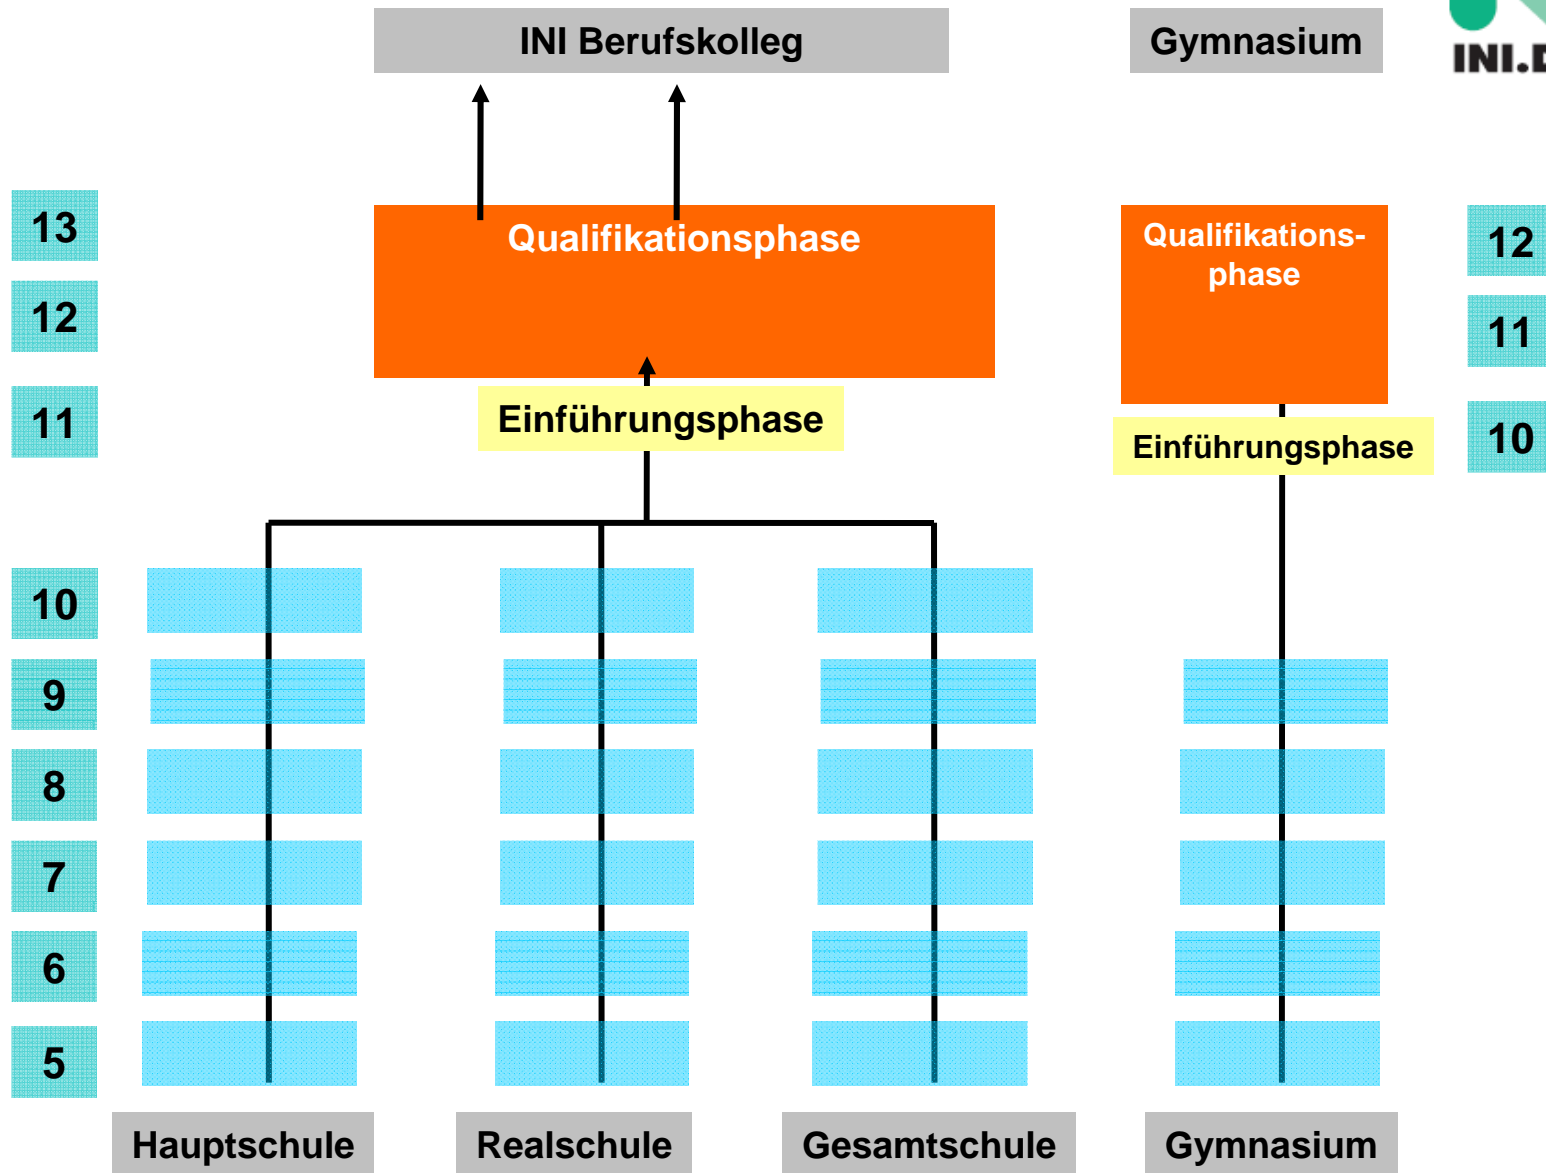 INI Berufskolleg
Gymnasium
INI.D
13
Qualifikationsphase
Qualifikations-
phase
12
12
11
11
Einführungsphase
Einführungsphase
10
10
9
8
7
6
5
Hauptschule
Realschule
Gesamtschule
Gymnasium